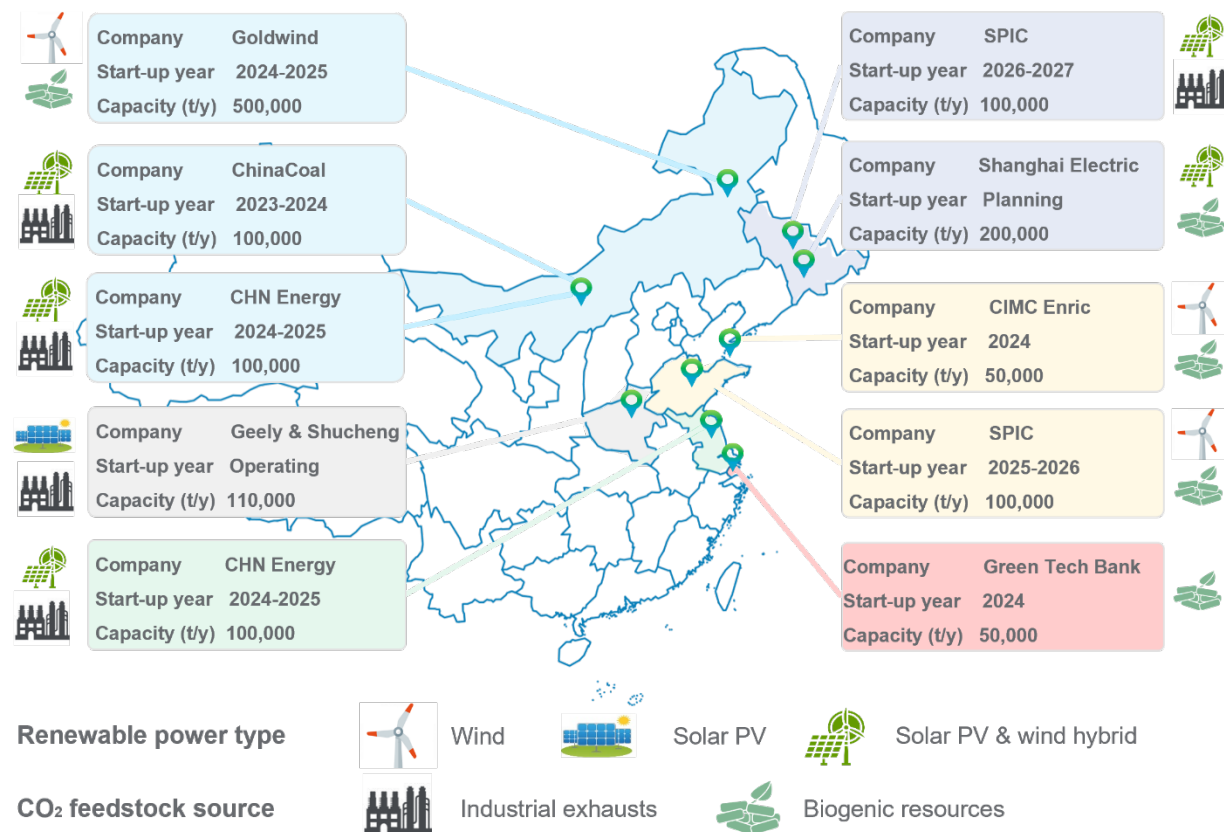 Company Goldwind
Start-up year 2024-2025
Capacity (t/y) 500,000
Company ChinaCoal
Start-up year 2023-2024
Capacity (t/y) 100,000
Company CHN Energy
Start-up year 2024-2025
Capacity (t/y) 100,000
Company Geely & Shucheng
Start-up year Operating
Capacity (t/y) 110,000
Company CHN Energy
Start-up year 2024-2025
Capacity (t/y) 100,000
Company SPIC
Start-up year 2026-2027
Capacity (t/y) 100,000
Company Shanghai Electric
Start-up year Planning
Capacity (t/y) 200,000
Company CIMC Enric
Start-up year 2024
Capacity (t/y) 50,000
Company SPIC
Start-up year 2025-2026
Capacity (t/y) 100,000
Company Green Tech Bank
Start-up year 2024
Capacity (t/y) 50,000
Renewable power type Wind Solar PV Solar PV & wind hybrid
CO₂ feedstock source Industrial exhausts Biogenic resources